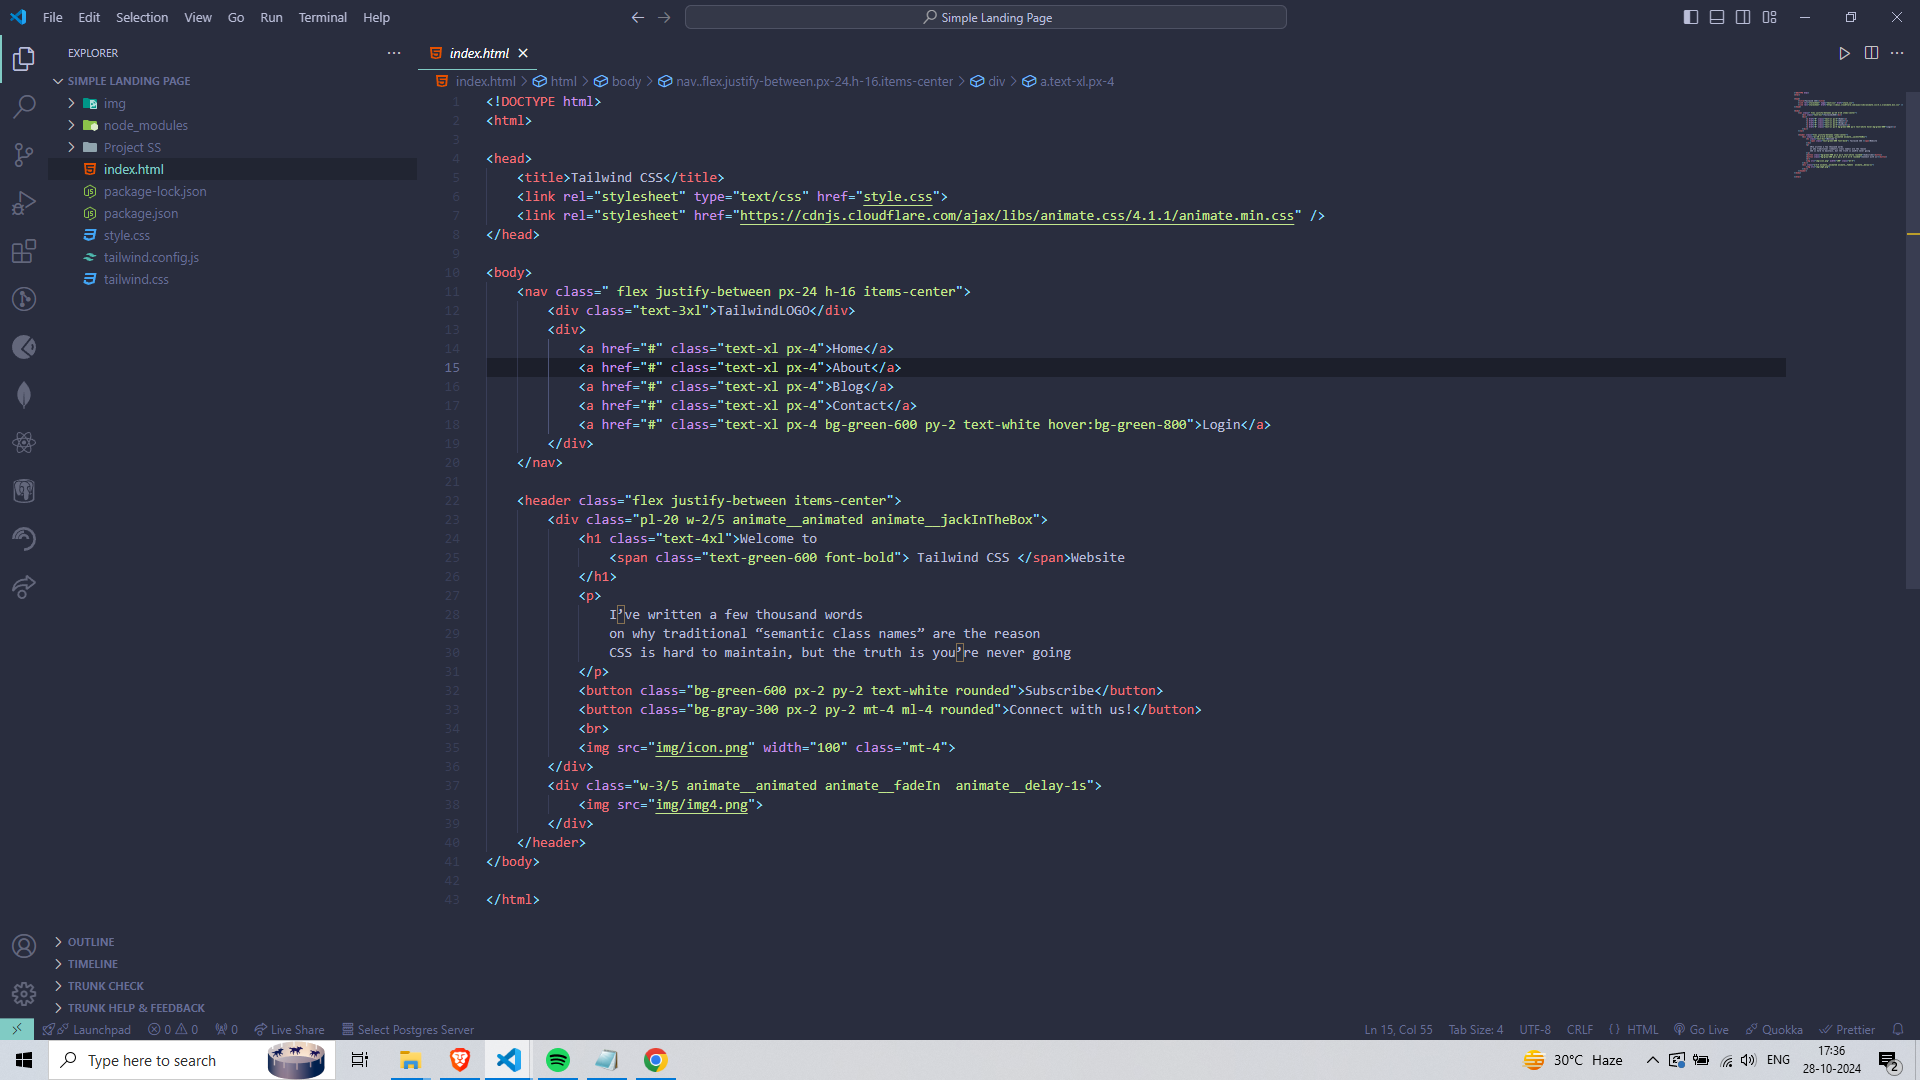 File Edit Selection View Go Run Terminal Help
Simple Landing Page
EXPLORER
SIMPLE LANDING PAGE
img
node_modules
Project SS
index.html
package-lock.json
package.json
style.css
tailwind.config.js
tailwind.css
index.html
index.html > html > body > nav..flex.justify-between.px-24.h-16.items-center > div > a.text-xl.px-4
1 <!DOCTYPE html>
2 <html>
3
4 <head>
5 <title>Tailwind CSS</title>
6 <link rel="stylesheet" type="text/css" href="style.css">
7 <link rel="stylesheet" href="https://cdnjs.cloudflare.com/ajax/libs/animate.css/4.1.1/animate.min.css" />
8 </head>
9
10 <body>
11 <nav class=" flex justify-between px-24 h-16 items-center">
12 <div class="text-3xl">TailwindLOGO</div>
13 <div>
14 <a href="#" class="text-xl px-4">Home</a>
15 <a href="#" class="text-xl px-4">About</a>
16 <a href="#" class="text-xl px-4">Blog</a>
17 <a href="#" class="text-xl px-4">Contact</a>
18 <a href="#" class="text-xl px-4 bg-green-600 py-2 text-white hover:bg-green-800">Login</a>
19 </div>
20 </nav>
21
22 <header class="flex justify-between items-center">
23 <div class="pl-20 w-2/5 animate__animated animate__jackInTheBox">
24 <h1 class="text-4xl">Welcome to
25 <span class="text-green-600 font-bold"> Tailwind CSS </span>Website
26 </h1>
27 <p>
28 I’ve written a few thousand words
29 on why traditional “semantic class names” are the reason
30 CSS is hard to maintain, but the truth is you’re never going
31 </p>
32 <button class="bg-green-600 px-2 py-2 text-white rounded">Subscribe</button>
33 <button class="bg-gray-300 px-2 py-2 mt-4 ml-4 rounded">Connect with us!</button>
34 <br>
35 <img src="img/icon.png" width="100" class="mt-4">
36 </div>
37 <div class="w-3/5 animate__animated animate__fadeIn  animate__delay-1s">
38 <img src="img/img4.png">
39 </div>
40 </header>
41 </body>
42
43 </html>
OUTLINE
TIMELINE
TRUNK CHECK
TRUNK HELP & FEEDBACK
Launchpad 0 0 0 Live Share Select Postgres Server
Ln 15, Col 55 Tab Size: 4 UTF-8 CRLF {} HTML Go Live Quokka Prettier
Type here to search
30°C Haze ENG
17:36
28-10-2024
2